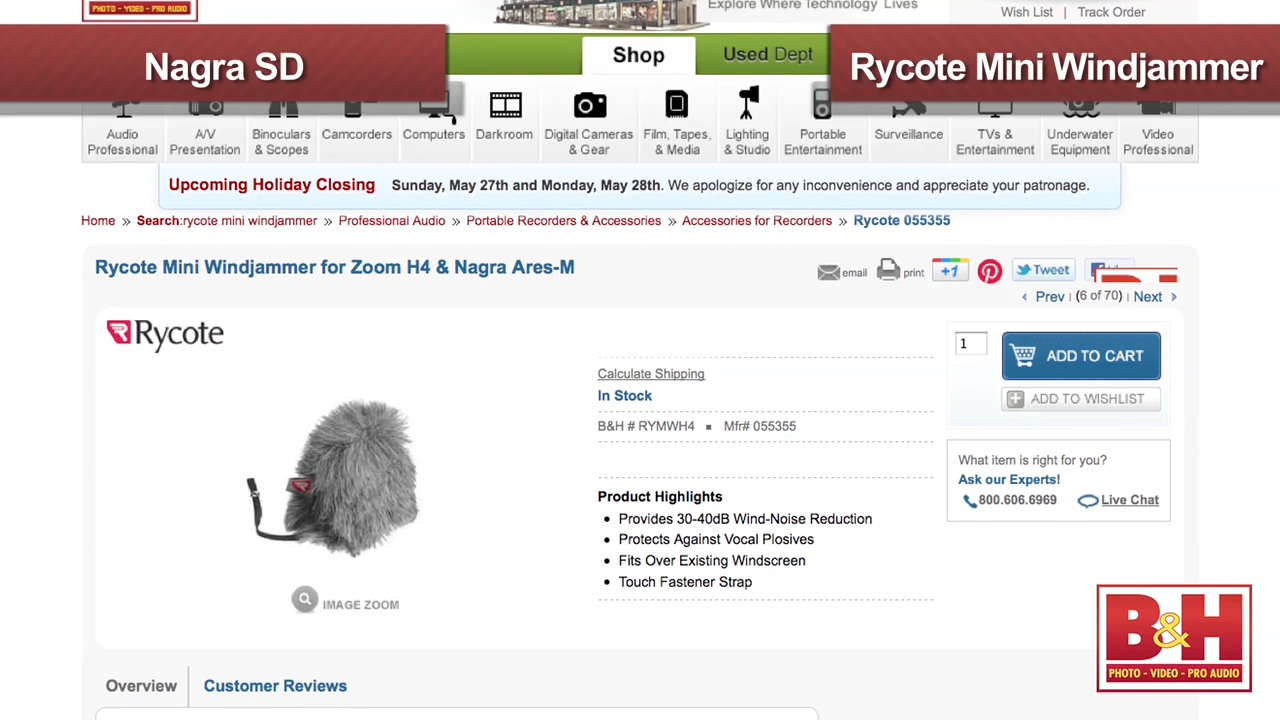 PHOTO - VIDEO - PRO AUDIO
Explore Where Technology Lives
Wish List | Track Order
Nagra SD
Shop
Used Dept
Rycote Mini Windjammer
Audio Professional
A/V Presentation
Binoculars & Scopes
Camcorders
Computers
Darkroom
Digital Cameras & Gear
Film, Tapes, & Media
Lighting & Studio
Portable Entertainment
Surveillance
TVs & Entertainment
Underwater Equipment
Video Professional
Upcoming Holiday Closing Sunday, May 27th and Monday, May 28th. We apologize for any inconvenience and appreciate your patronage.
Home » Search:rycote mini windjammer » Professional Audio » Portable Recorders & Accessories » Accessories for Recorders » Rycote 055355
Rycote Mini Windjammer for Zoom H4 & Nagra Ares-M
email
print
+1
Tweet
‹ Prev | (6 of 70) | Next ›
Rycote
1
ADD TO CART
Calculate Shipping
In Stock
ADD TO WISHLIST
B&H # RYMWH4 ■ Mfr# 055355
What item is right for you?
Ask our Experts!
800.606.6969 Live Chat
Product Highlights
• Provides 30-40dB Wind-Noise Reduction
• Protects Against Vocal Plosives
• Fits Over Existing Windscreen
• Touch Fastener Strap
IMAGE ZOOM
B&H
PHOTO - VIDEO - PRO AUDIO
Overview
Customer Reviews